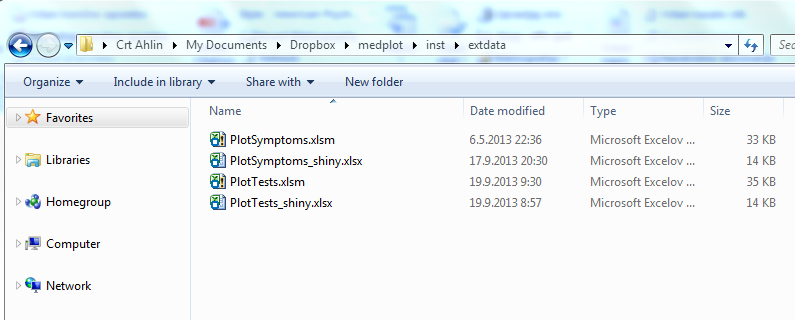 Crt Ahlin ▸ My Documents ▸ Dropbox ▸ medplot ▸ inst ▸ extdata
Sea
Organize Include in library Share with New folder
Favorites
Libraries
Homegroup
Computer
Network
Name Date modified Type Size
PlotSymptoms.xlsm 6.5.2013 22:36 Microsoft Excelov ... 33 KB
PlotSymptoms_shiny.xlsx 17.9.2013 20:30 Microsoft Excelov ... 14 KB
PlotTests.xlsm 19.9.2013 9:30 Microsoft Excelov ... 35 KB
PlotTests_shiny.xlsx 19.9.2013 8:57 Microsoft Excelov ... 14 KB